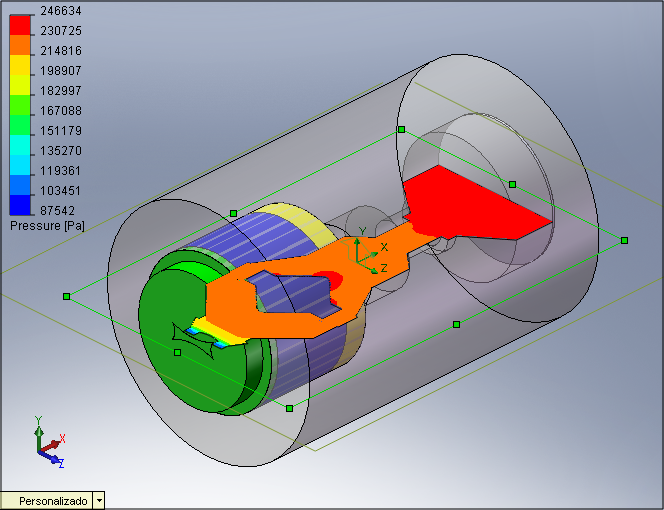 246634
230725
214816
198907
182997
167088
151179
135270
119361
103451
87542
Pressure [Pa]
Y
X
Z
Y
X
Z
Personalizado